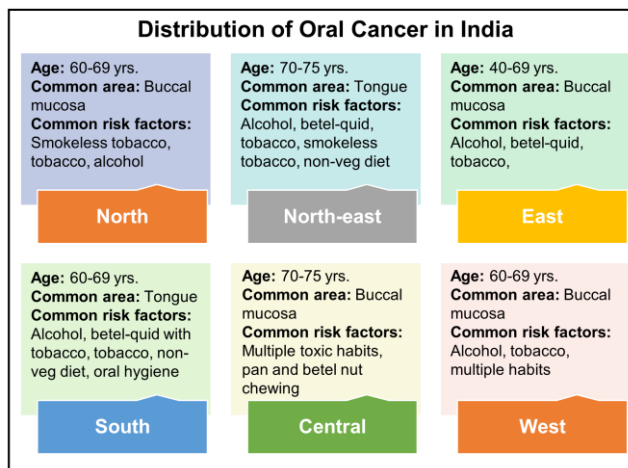 Distribution of Oral Cancer in India
Age: 60-69 yrs.
Common area: Buccal
mucosa
Common risk factors:
Smokeless tobacco,
tobacco, alcohol
North
Age: 70-75 yrs.
Common area: Tongue
Common risk factors:
Alcohol, betel-quid,
tobacco, smokeless
tobacco, non-veg diet
North-east
Age: 40-69 yrs.
Common area: Buccal
mucosa
Common risk factors:
Alcohol, betel-quid,
tobacco,
East
Age: 60-69 yrs.
Common area: Tongue
Common risk factors:
Alcohol, betel-quid with
tobacco, tobacco, non-
veg diet, oral hygiene
South
Age: 70-75 yrs.
Common area: Buccal
mucosa
Common risk factors:
Multiple toxic habits,
pan and betel nut
chewing
Central
Age: 60-69 yrs.
Common area: Buccal
mucosa
Common risk factors:
Alcohol, tobacco,
multiple habits
West